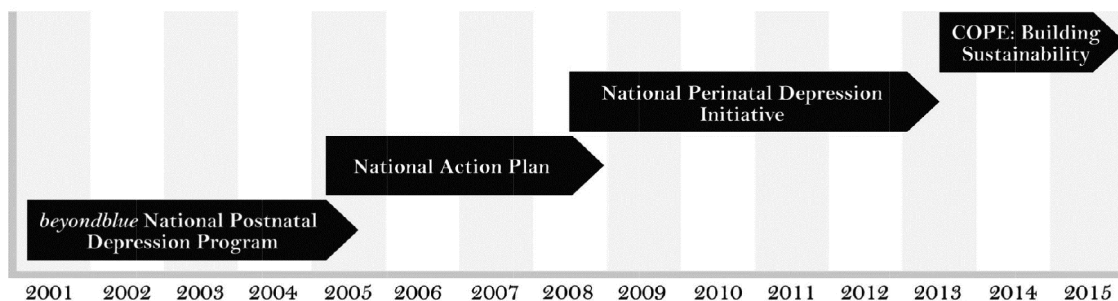 COPE: Building
Sustainability
National Perinatal Depression
Initiative
National Action Plan
beyondblue National Postnatal
Depression Program
2001 2002 2003 2004 2005 2006 2007 2008 2009 2010 2011 2012 2013 2014 2015